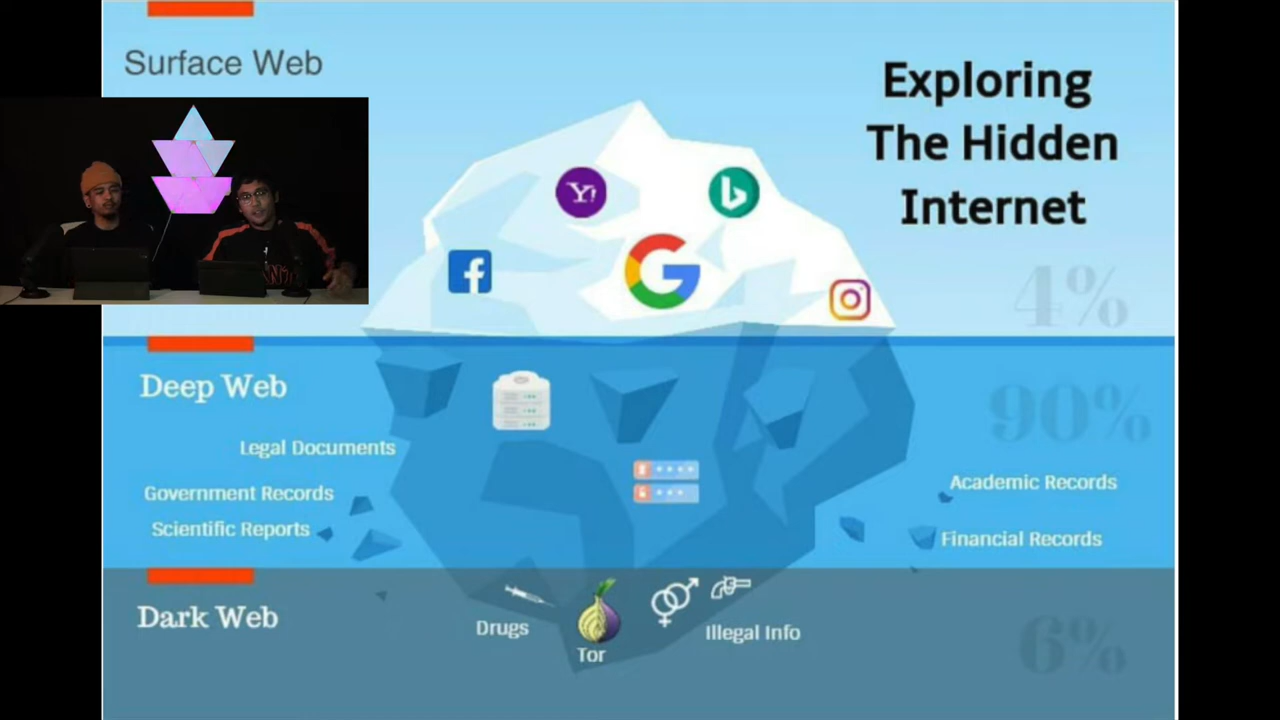 Surface Web
Exploring
The Hidden
Internet
4%
Deep Web
90%
Legal Documents
Government Records
Scientific Reports
Academic Records
Financial Records
Dark Web
Drugs
Tor
Illegal Info
6%